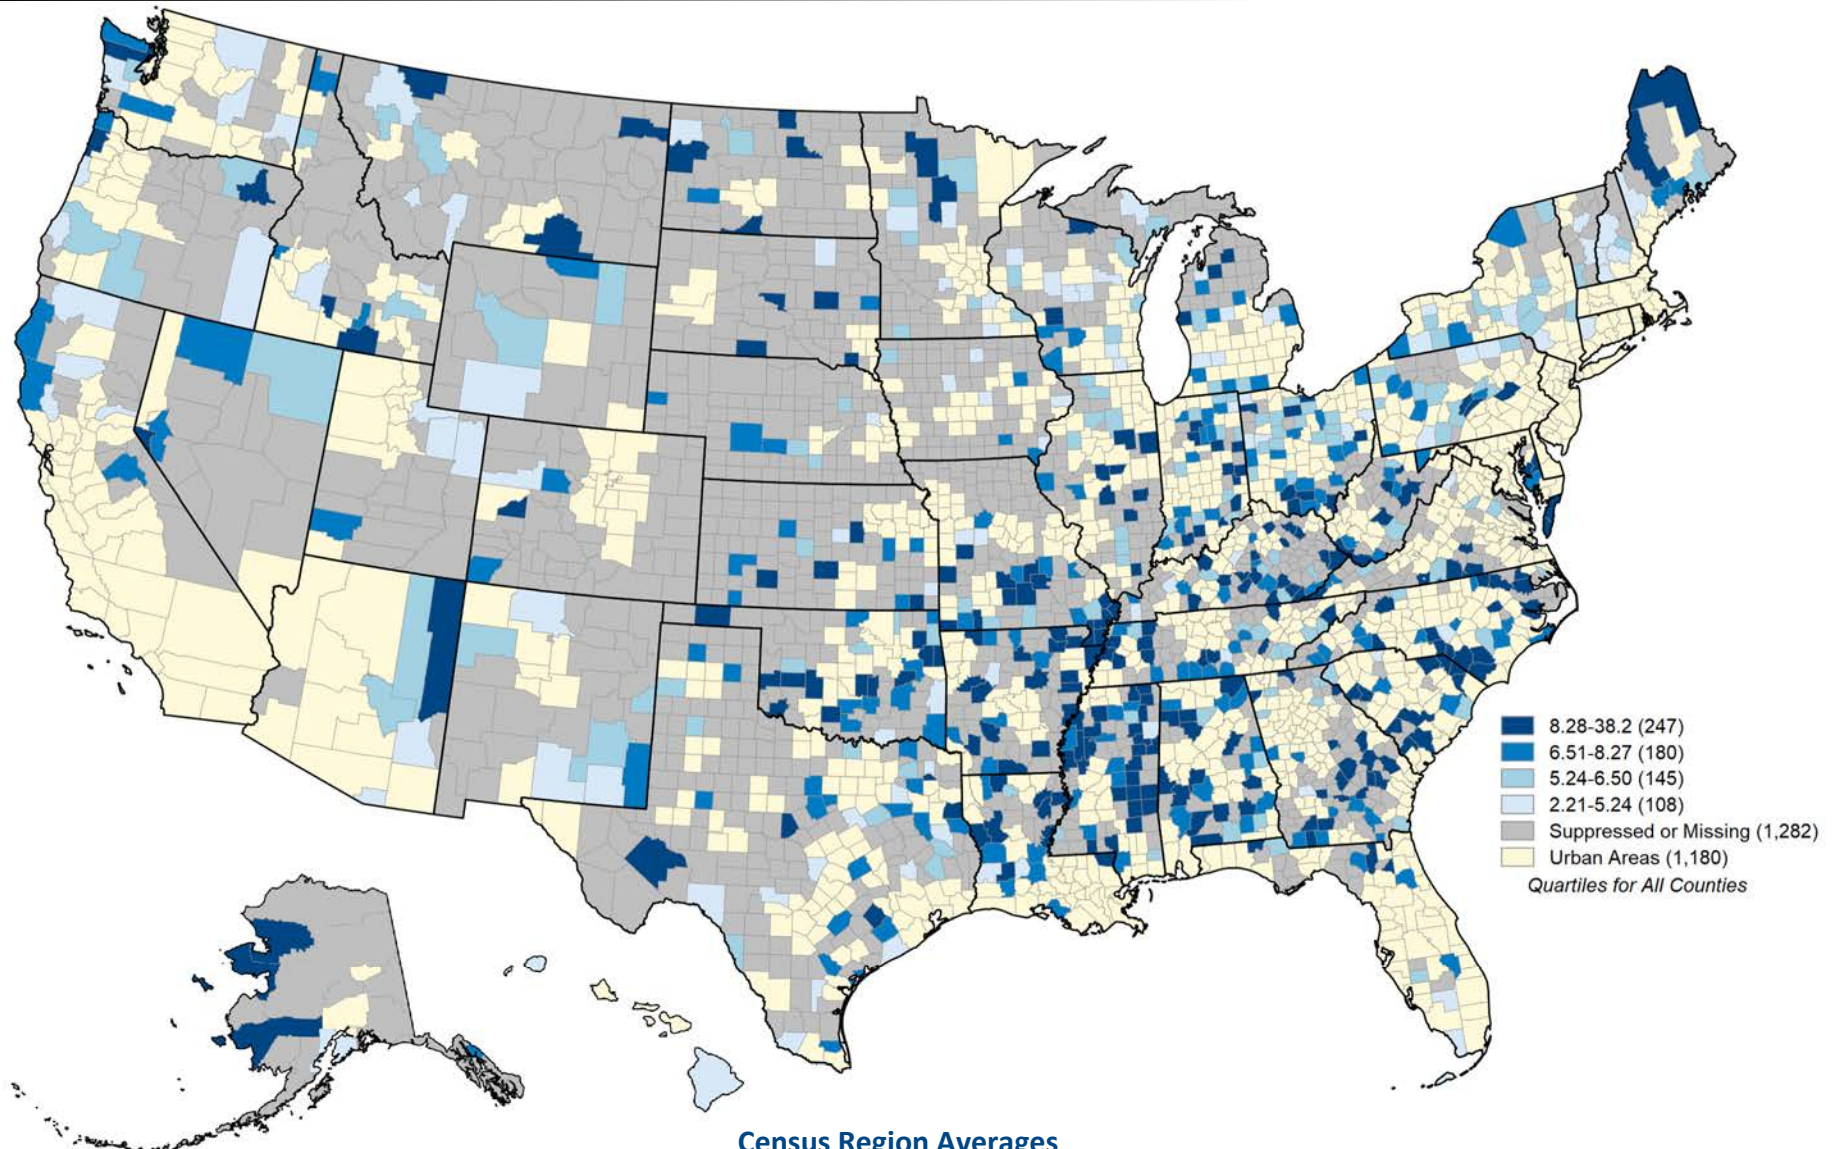 8.28-38.2 (247)
6.51-8.27 (180)
5.24-6.50 (145)
2.21-5.24 (108)
Suppressed or Missing (1,282)
Urban Areas (1,180)
Quartiles for All Counties
Census Region Averages